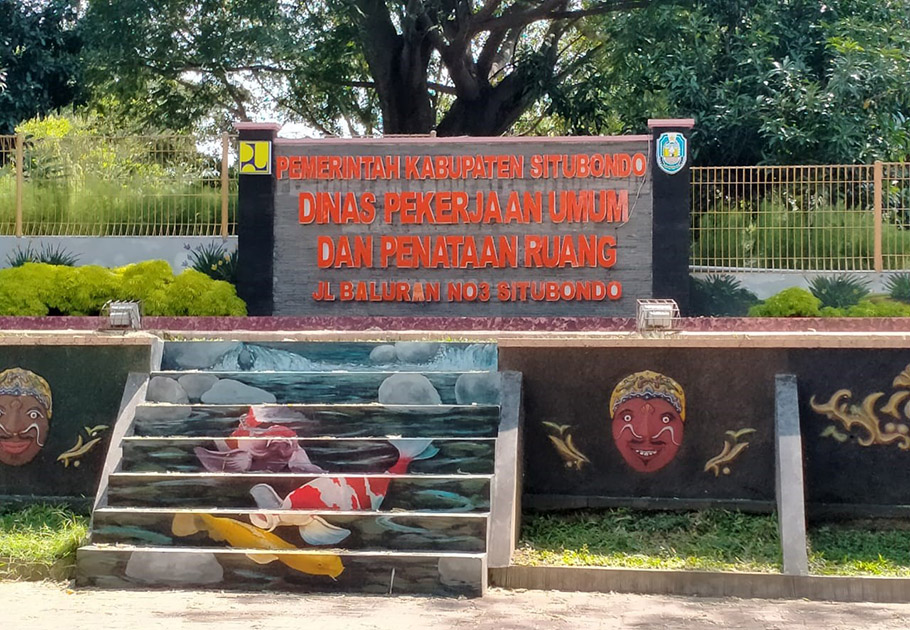 PEMERINTAH KABUPATEN SITUBONDO
DINAS PEKERJAAN UMUM
DAN PENATAAN RUANG
JL BALURAN NO3 SITUBONDO